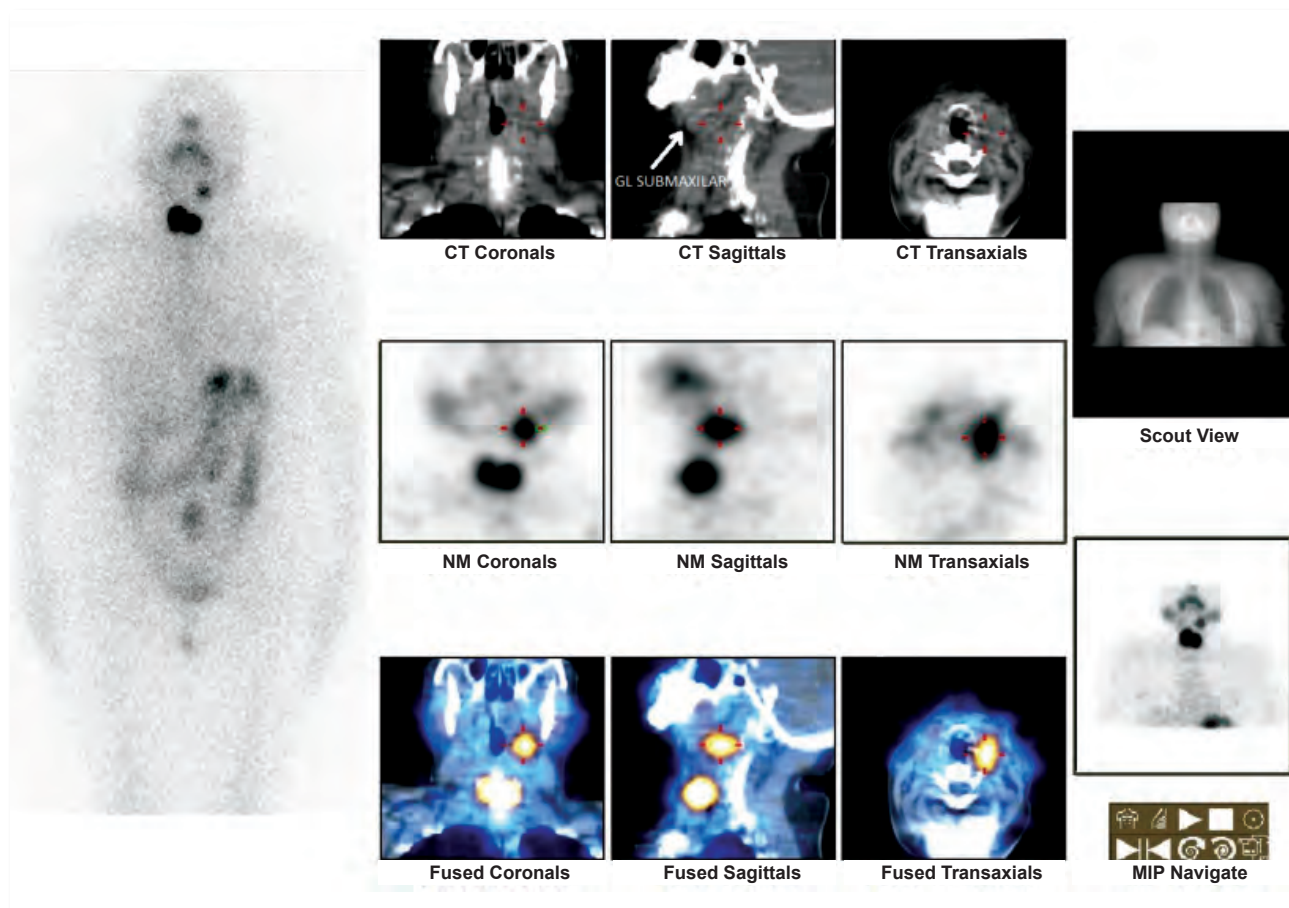 GL SUBMAXILAR
CT Coronals
CT Sagittals
CT Transaxials
Scout View
NM Coronals
NM Sagittals
NM Transaxials
Fused Coronals
Fused Sagittals
Fused Transaxials
MIP Navigate